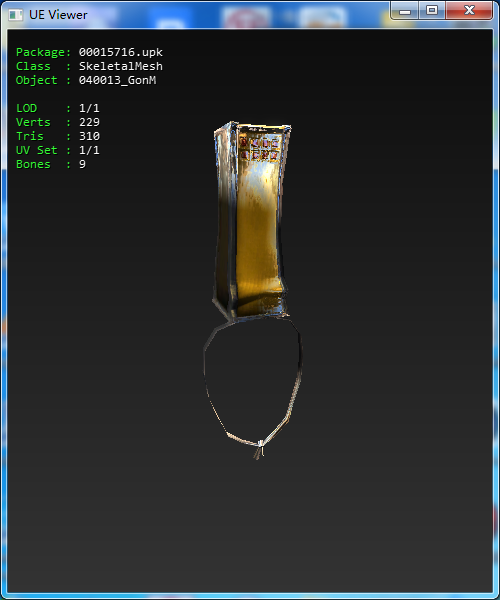 UE Viewer
Package: 00015716.upk
Class : SkeletalMesh
Object : 040013_GonM
LOD : 1/1
Verts : 229
Tris : 310
UV Set : 1/1
Bones : 9